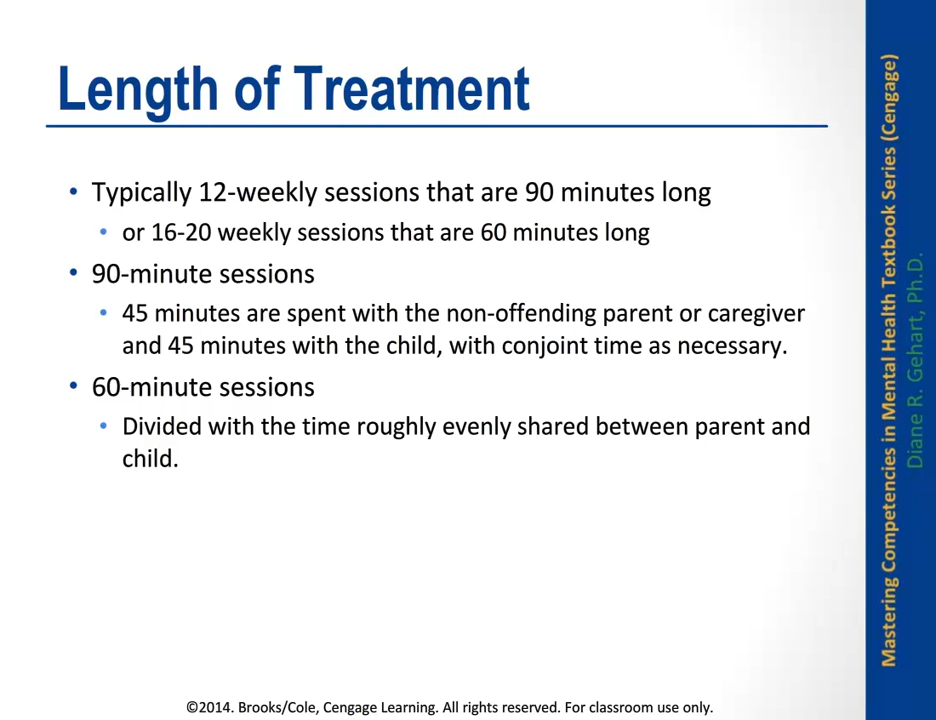 Length of Treatment
• Typically 12-weekly sessions that are 90 minutes long
• or 16-20 weekly sessions that are 60 minutes long
• 90-minute sessions
• 45 minutes are spent with the non-offending parent or caregiver
and 45 minutes with the child, with conjoint time as necessary.
• 60-minute sessions
• Divided with the time roughly evenly shared between parent and
child.
©2014. Brooks/Cole, Cengage Learning. All rights reserved. For classroom use only.
Mastering Competencies in Mental Health Textbook Series (Cengage)
Diane R. Gehart, Ph.D.